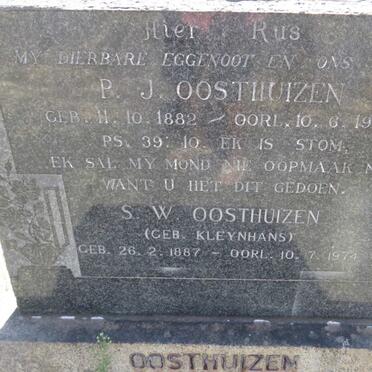 Hier Rus
MY DIERBARE EGGENOOT EN ONS
P. J. OOSTHUIZEN
GEB. 11. 10. 1882 — OORL. 10. 6. 19
PS. 39: 10. EK IS STOM,
EK SAL MY MOND NIE OOPMAAK N
WANT U HET DIT GEDOEN.
S. W. OOSTHUIZEN
(GEB. KLEYNHANS)
GEB. 26. 2. 1887 — OORL. 10. 7. 1974
OOSTHUIZEN